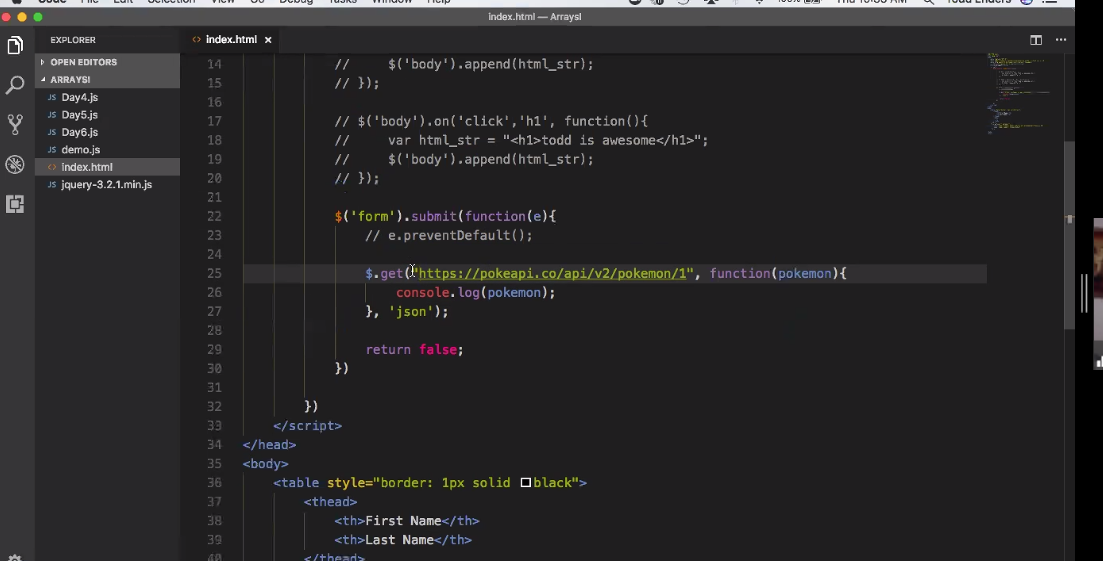 index.html — Arrays!
EXPLORER
index.html
OPEN EDITORS
ARRAYS!
Day4.js
Day5.js
Day6.js
demo.js
index.html
jquery-3.2.1.min.js
14 // $('body').append(html_str);
15 // });
16
17 // $('body').on('click','h1', function(){
18 // var html_str = "<h1>todd is awesome</h1>";
19 // $('body').append(html_str);
20 // });
21
22 $('form').submit(function(e){
23 // e.preventDefault();
24
25 $.get("https://pokeapi.co/api/v2/pokemon/1", function(pokemon){
26 console.log(pokemon);
27 }, 'json');
28
29 return false;
30 })
31
32 })
33 </script>
34 </head>
35 <body>
36 <table style="border: 1px solid black">
37 <thead>
38 <th>First Name</th>
39 <th>Last Name</th>
40 </thead>